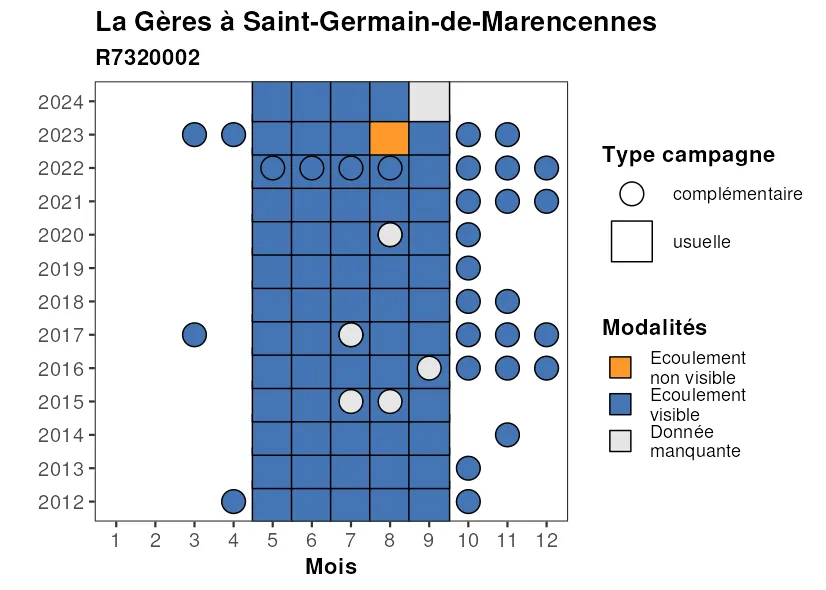 La Gères à Saint-Germain-de-Marencennes
R7320002
2024
2023
2022
2021
2020
2019
2018
2017
2016
2015
2014
2013
2012
1 2 3 4 5 6 7 8 9 10 11 12
Mois
Type campagne
complémentaire
usuelle
Modalités
Ecoulement
non visible
Ecoulement
visible
Donnée
manquante